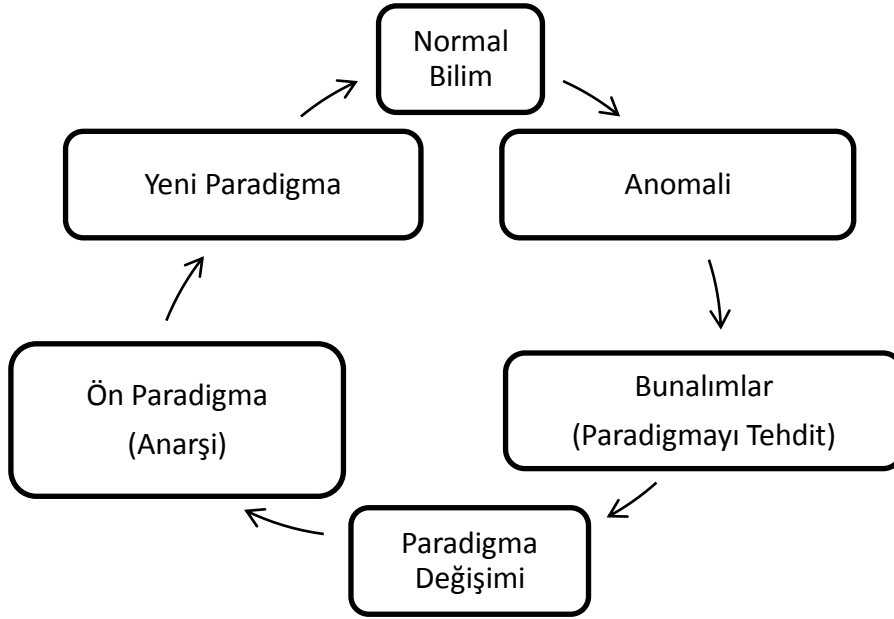 Normal
Bilim
Anomali
Bunalımlar
(Paradigmayı Tehdit)
Paradigma
Değişimi
Ön Paradigma
(Anarşi)
Yeni Paradigma